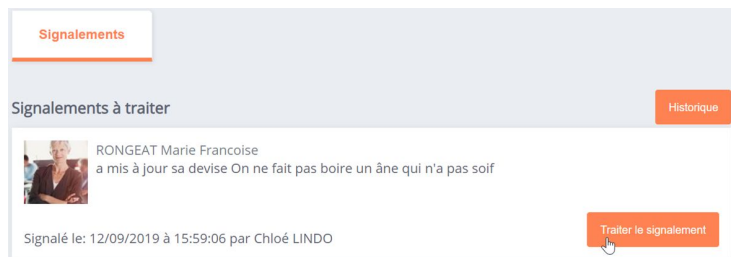 Signalements
Signalements à traiter
Historique
RONGEAT Marie Francoise
a mis à jour sa devise On ne fait pas boire un âne qui n'a pas soif
Traiter le signalement
Signalé le: 12/09/2019 à 15:59:06 par Chloé LINDO